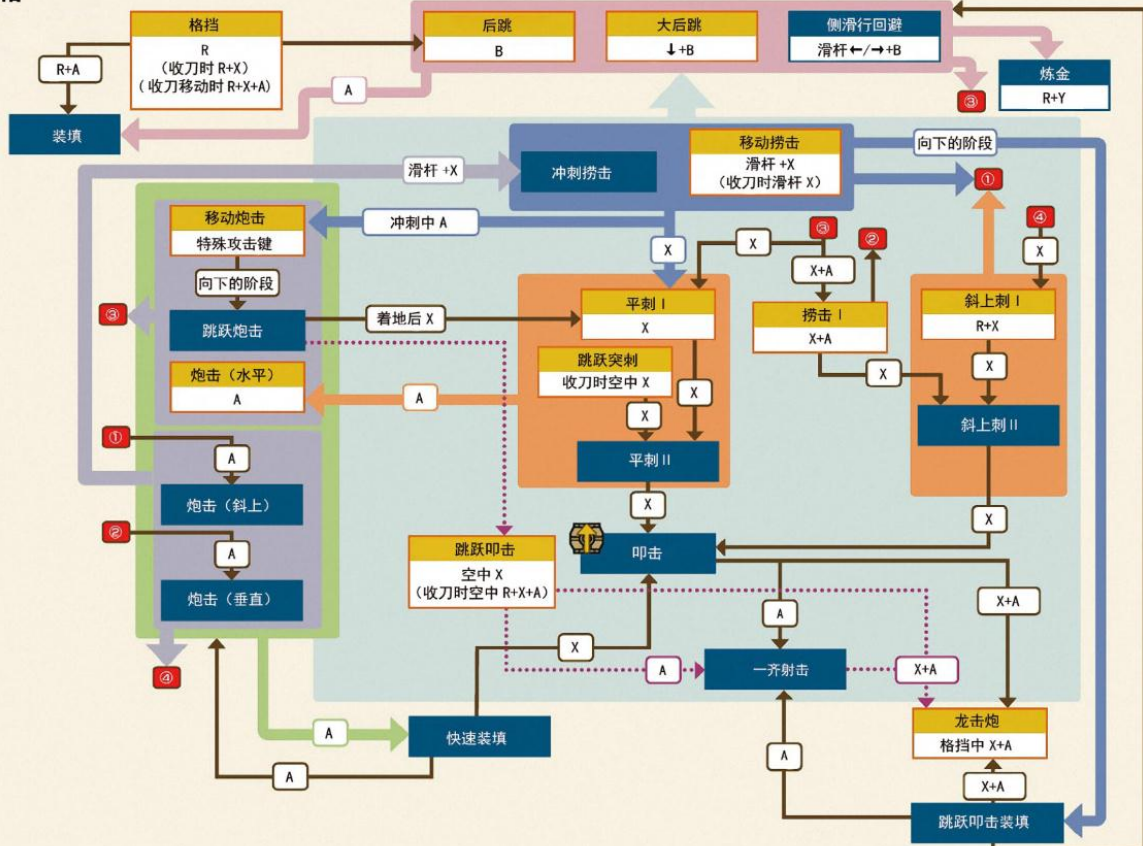 格挡
R
（收刀时 R+X）
（收刀移动时 R+X+A）
后跳
B
大后跳
↓+B
侧滑行回避
滑杆←/→+B
炼金
R+Y
R+A
A
③
装填
冲刺捞击
移动捞击
滑杆 +X
（收刀时滑杆 X）
向下的阶段
滑杆 +X
①
移动炮击
特殊攻击键
冲刺中 A
X
X
③
②
④
X
X+A
向下的阶段
③
跳跃炮击
着地后 X
平刺 I
X
捞击 I
X+A
斜上刺 I
R+X
炮击（水平）
A
A
跳跃突刺
收刀时空中 X
X
X
X
X
斜上刺 II
①
A
平刺 II
炮击（斜上）
X
X
②
A
跳跃叩击
空中 X
（收刀时空中 R+X+A）
叩击
炮击（垂直）
A
X+A
X
④
A
一齐射击
X+A
A
快速装填
龙击炮
格挡中 X+A
A
A
X+A
跳跃叩击装填